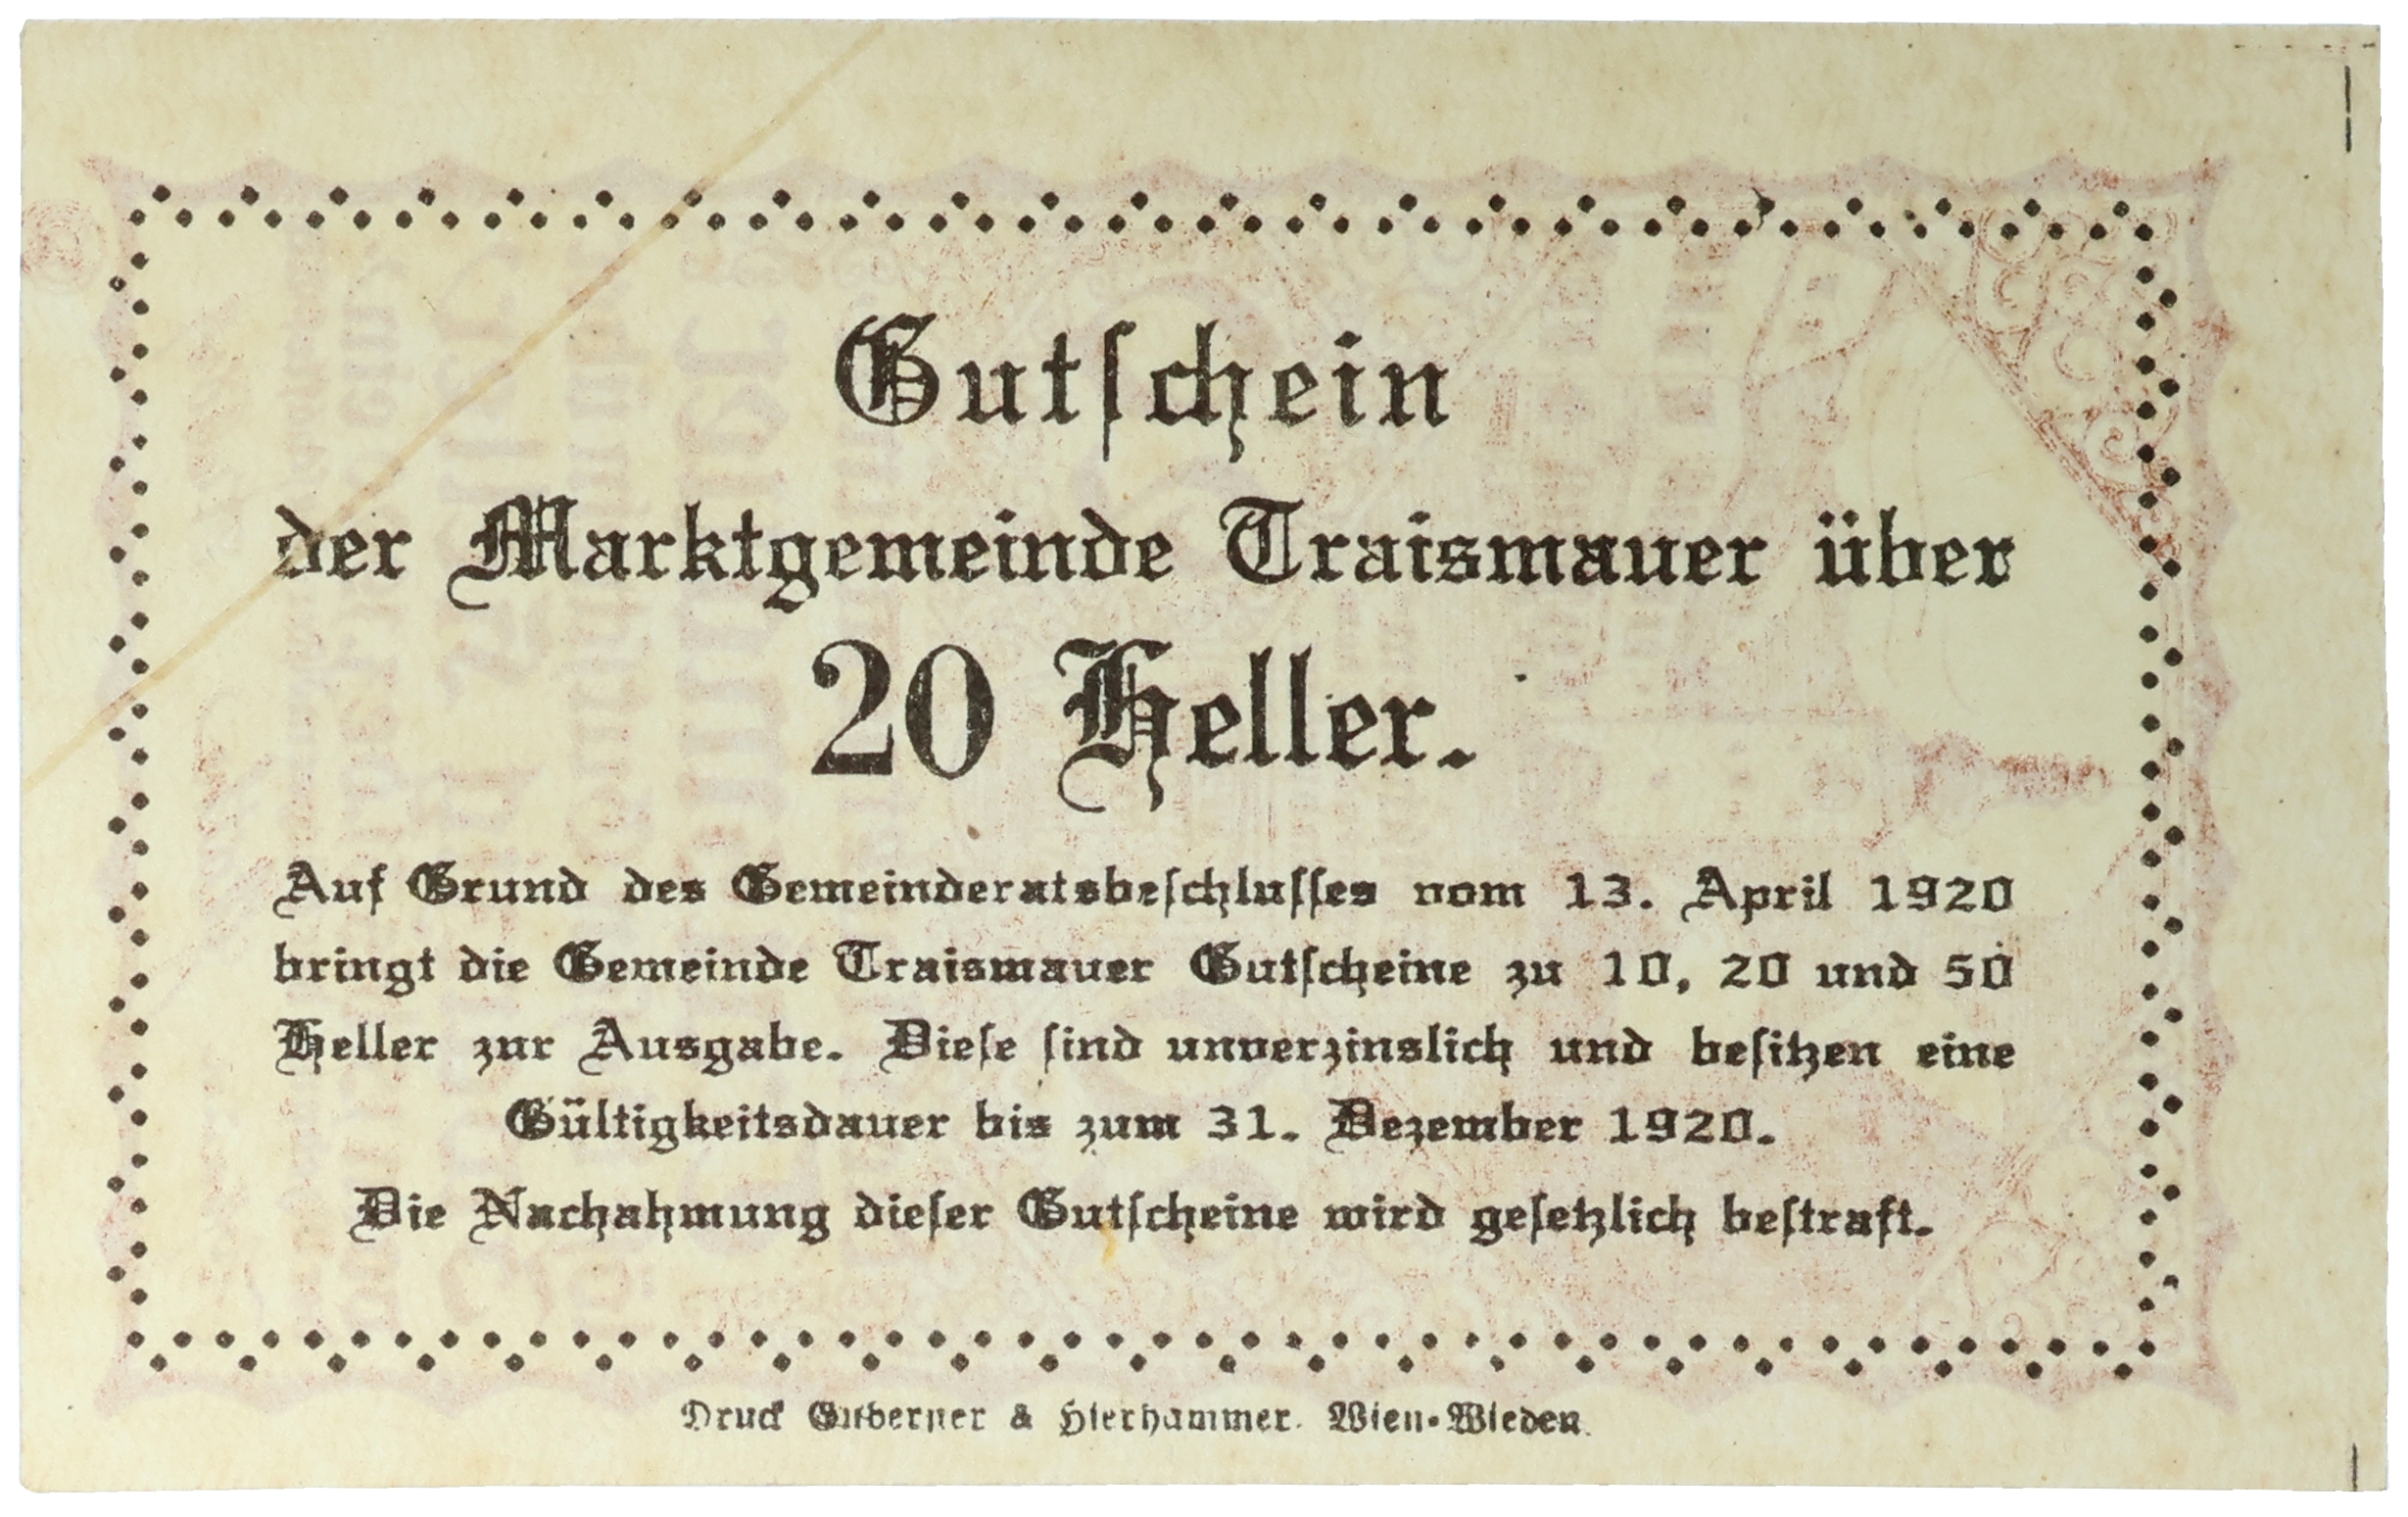 Gutſchein
der Marktgemeinde Traismauer über
20 Heller.
Auf Grund des Gemeinderatsbeſchluſſes vom 13. April 1920
bringt die Gemeinde Traismauer Gutſcheine zu 10, 20 und 50
Heller zur Ausgabe. Dieſe ſind unverzinslich und beſitzen eine
Gültigkeitsdauer bis zum 31. Dezember 1920.
Die Nachahmung dieſer Gutſcheine wird geſetzlich beſtraft.
Druck Guberner & Hierhammer. Wien-Wieden.